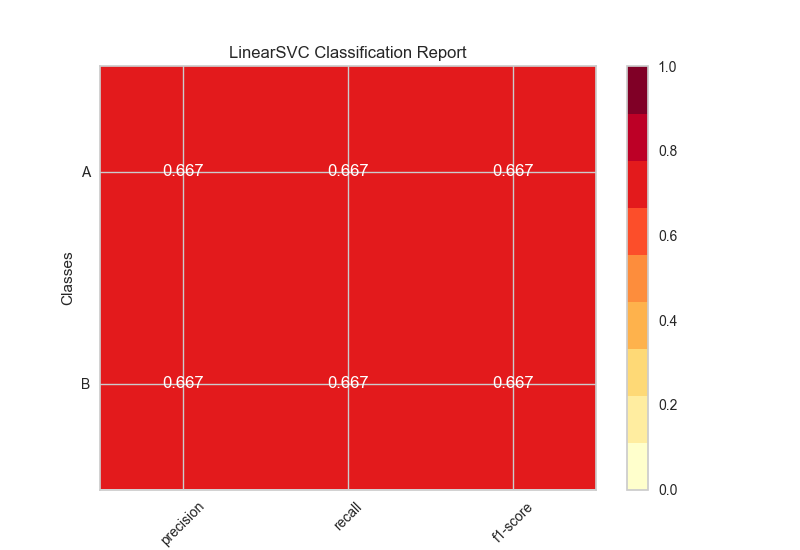 LinearSVC Classification Report
1.0
A 0.667 0.667 0.667
0.8
0.6
Classes
0.4
B 0.667 0.667 0.667
0.2
0.0
precision recall f1-score